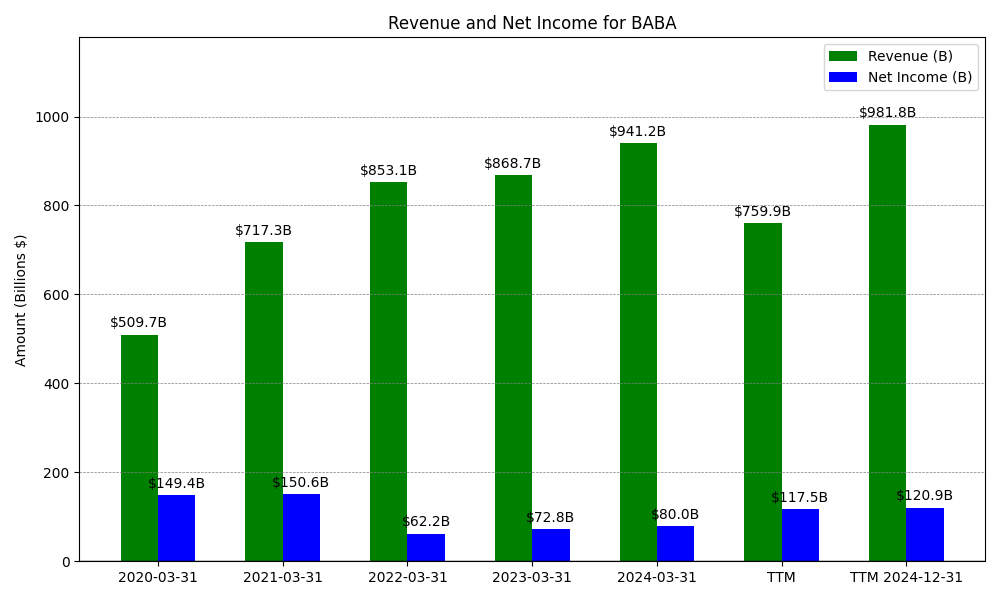 Revenue and Net Income for BABA
Revenue (B)
Net Income (B)
Amount (Billions $)
1000
800
600
400
200
0
$509.7B
$717.3B
$853.1B
$868.7B
$941.2B
$759.9B
$981.8B
$149.4B
$150.6B
$62.2B
$72.8B
$80.0B
$117.5B
$120.9B
2020-03-31
2021-03-31
2022-03-31
2023-03-31
2024-03-31
TTM
TTM 2024-12-31